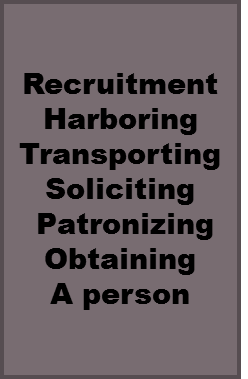 Recruitment
Harboring
Transporting
Soliciting
Patronizing
Obtaining
A person